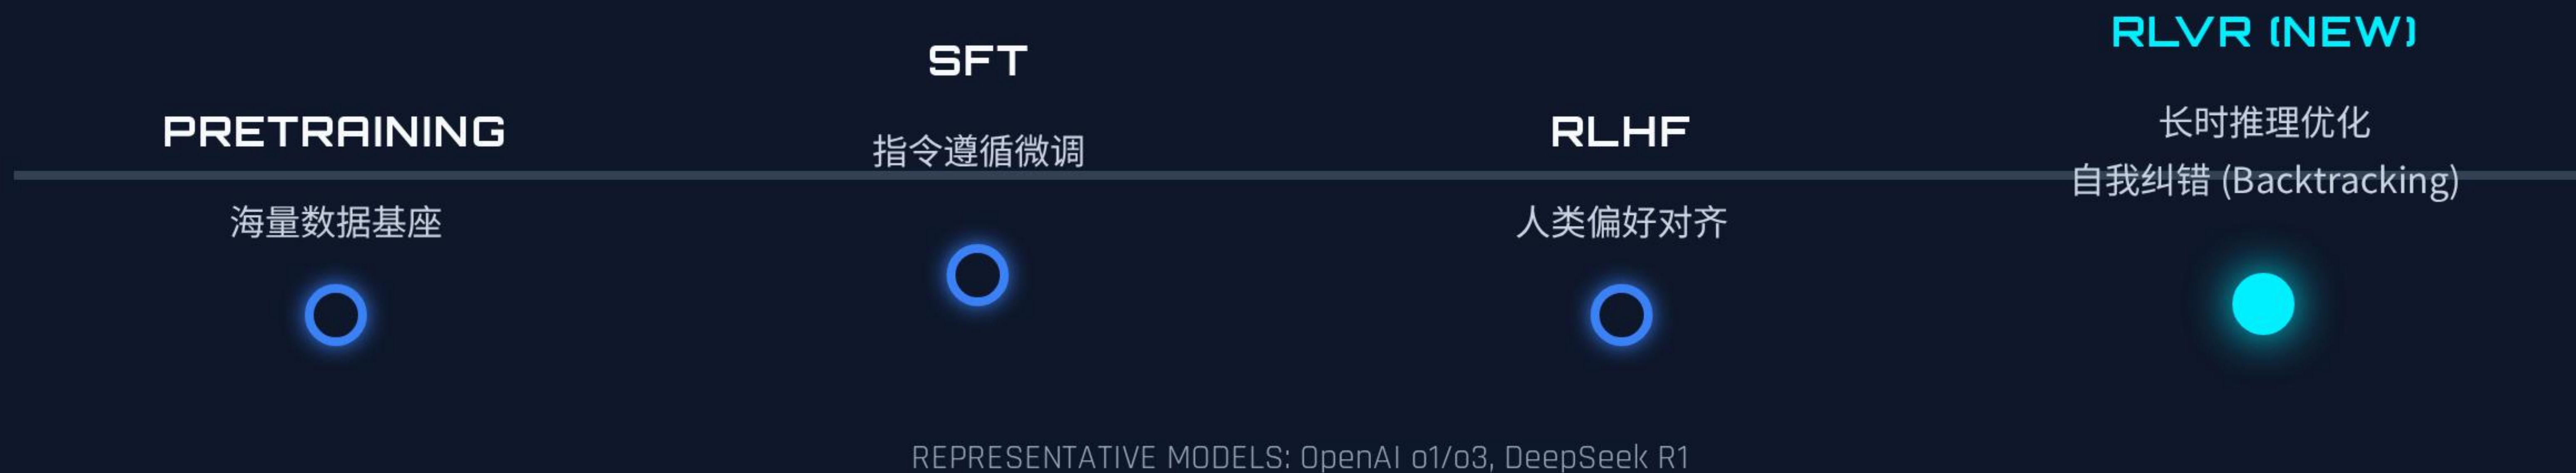 PRETRAINING
海量数据基座
SFT
指令遵循微调
RLHF
人类偏好对齐
RLVR (NEW)
长时推理优化
自我纠错 (Backtracking)
REPRESENTATIVE MODELS: OpenAI o1/o3, DeepSeek R1